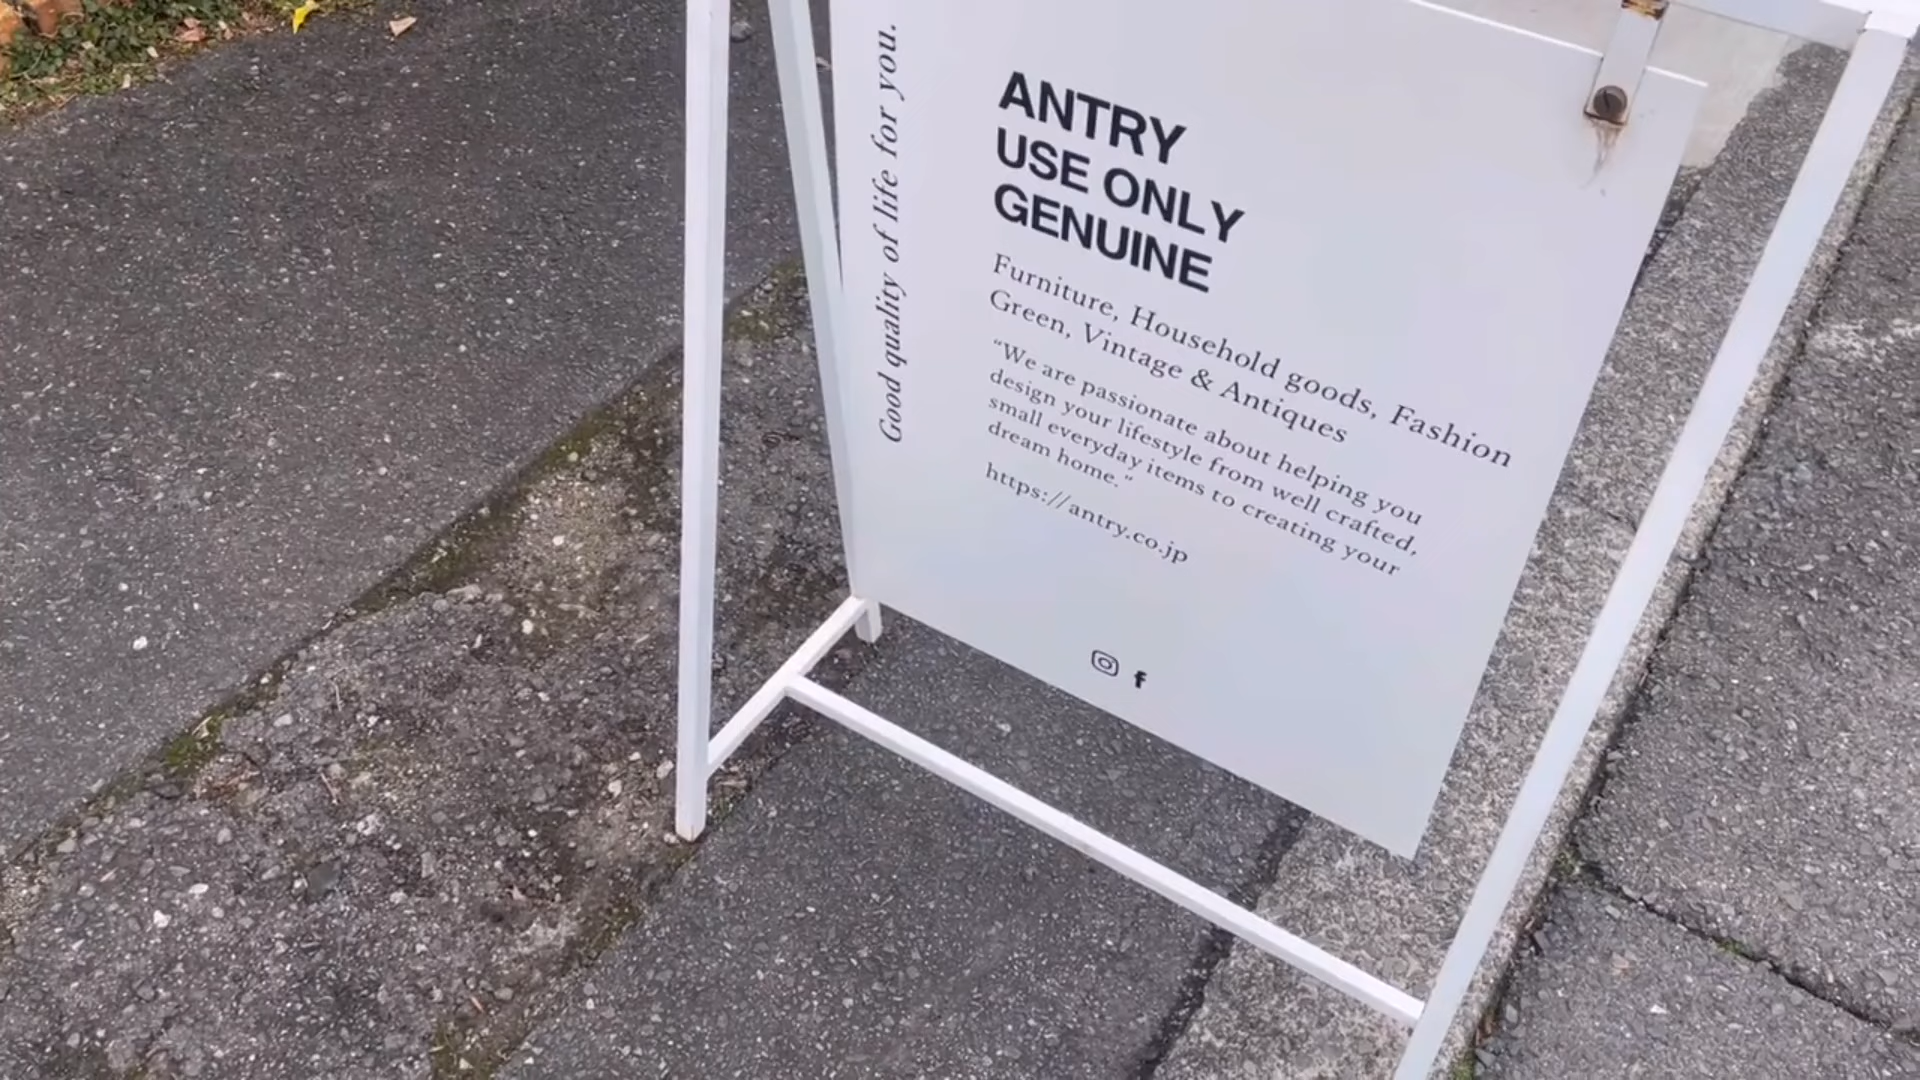 Good quality of life for you.
ANTRY
USE ONLY
GENUINE
Furniture, Household goods, Fashion
Green, Vintage & Antiques
“We are passionate about helping you
design your lifestyle from well crafted,
small everyday items to creating your
dream home.”
https://antry.co.jp